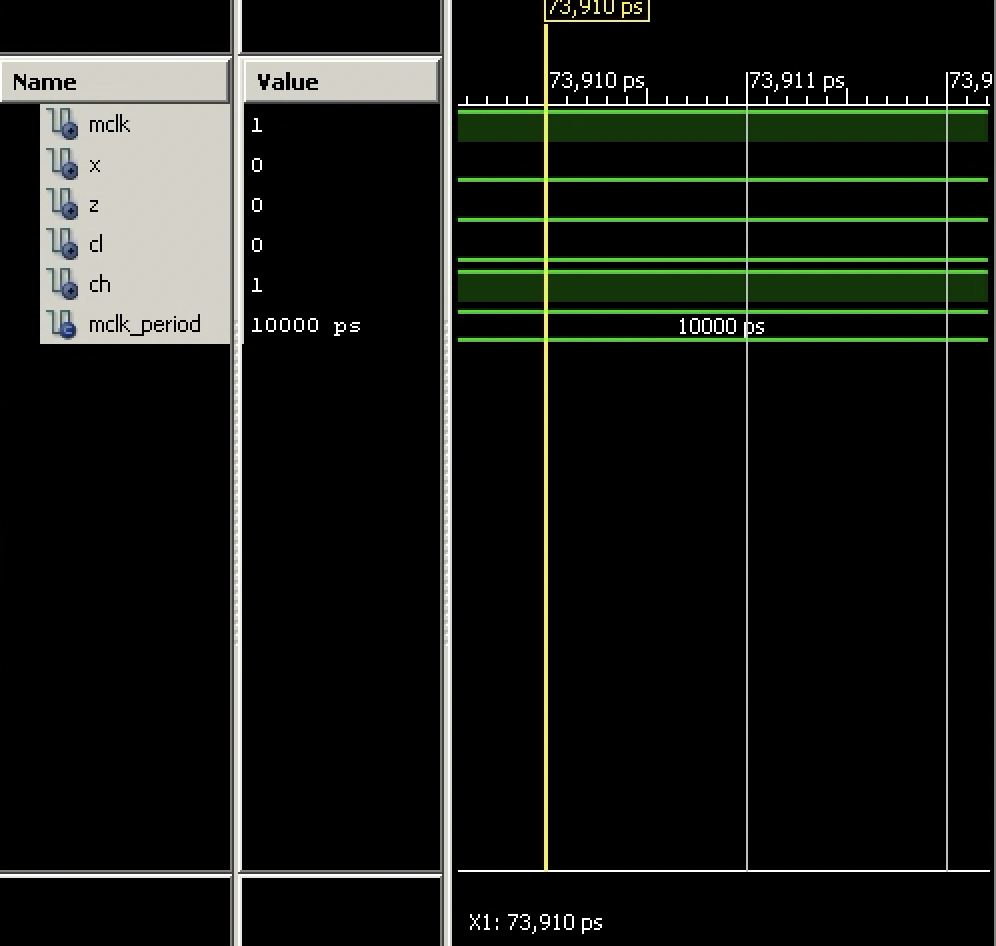 73,910 ps
Name Value 73,910 ps 73,911 ps 73,9
mclk 1
x 0
z 0
cl 0
ch 1
mclk_period 10000 ps 10000 ps
X1: 73,910 ps